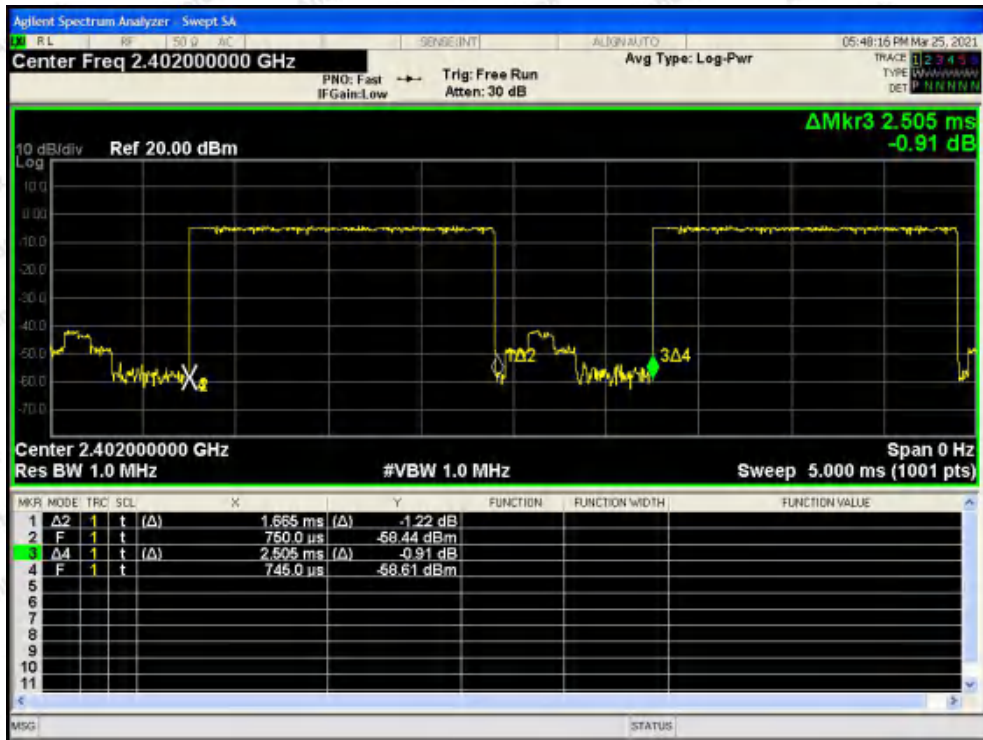 Agilent Spectrum Analyzer - Swept SA
RL RF 50 Ω AC SENSE:INT ALIGNAUTO 05:48:16 PM Mar 25, 2021
Center Freq 2.402000000 GHz
PNO: Fast
IFGain:Low
Trig: Free Run
Atten: 30 dB
Avg Type: Log-Pwr
TRACE 1 2 3 4 5 6
TYPE
DET P N N N N N
ΔMkr3 2.505 ms
-0.91 dB
10 dB/div Ref 20.00 dBm
Log
10.0
0.00
-10.0
-20.0
-30.0
-40.0
-50.0
-60.0
-70.0
1Δ2
3Δ4
Center 2.402000000 GHz Span 0 Hz
Res BW 1.0 MHz #VBW 1.0 MHz Sweep 5.000 ms (1001 pts)
MKR MODE TRC SCL X Y FUNCTION FUNCTION WIDTH FUNCTION VALUE
1 Δ2 1 t (Δ) 1.665 ms (Δ) -1.22 dB
2 F 1 t 750.0 µs -58.44 dBm
3 Δ4 1 t (Δ) 2.505 ms (Δ) -0.91 dB
4 F 1 t 745.0 µs -58.61 dBm
5
6
7
8
9
10
11
MSG STATUS